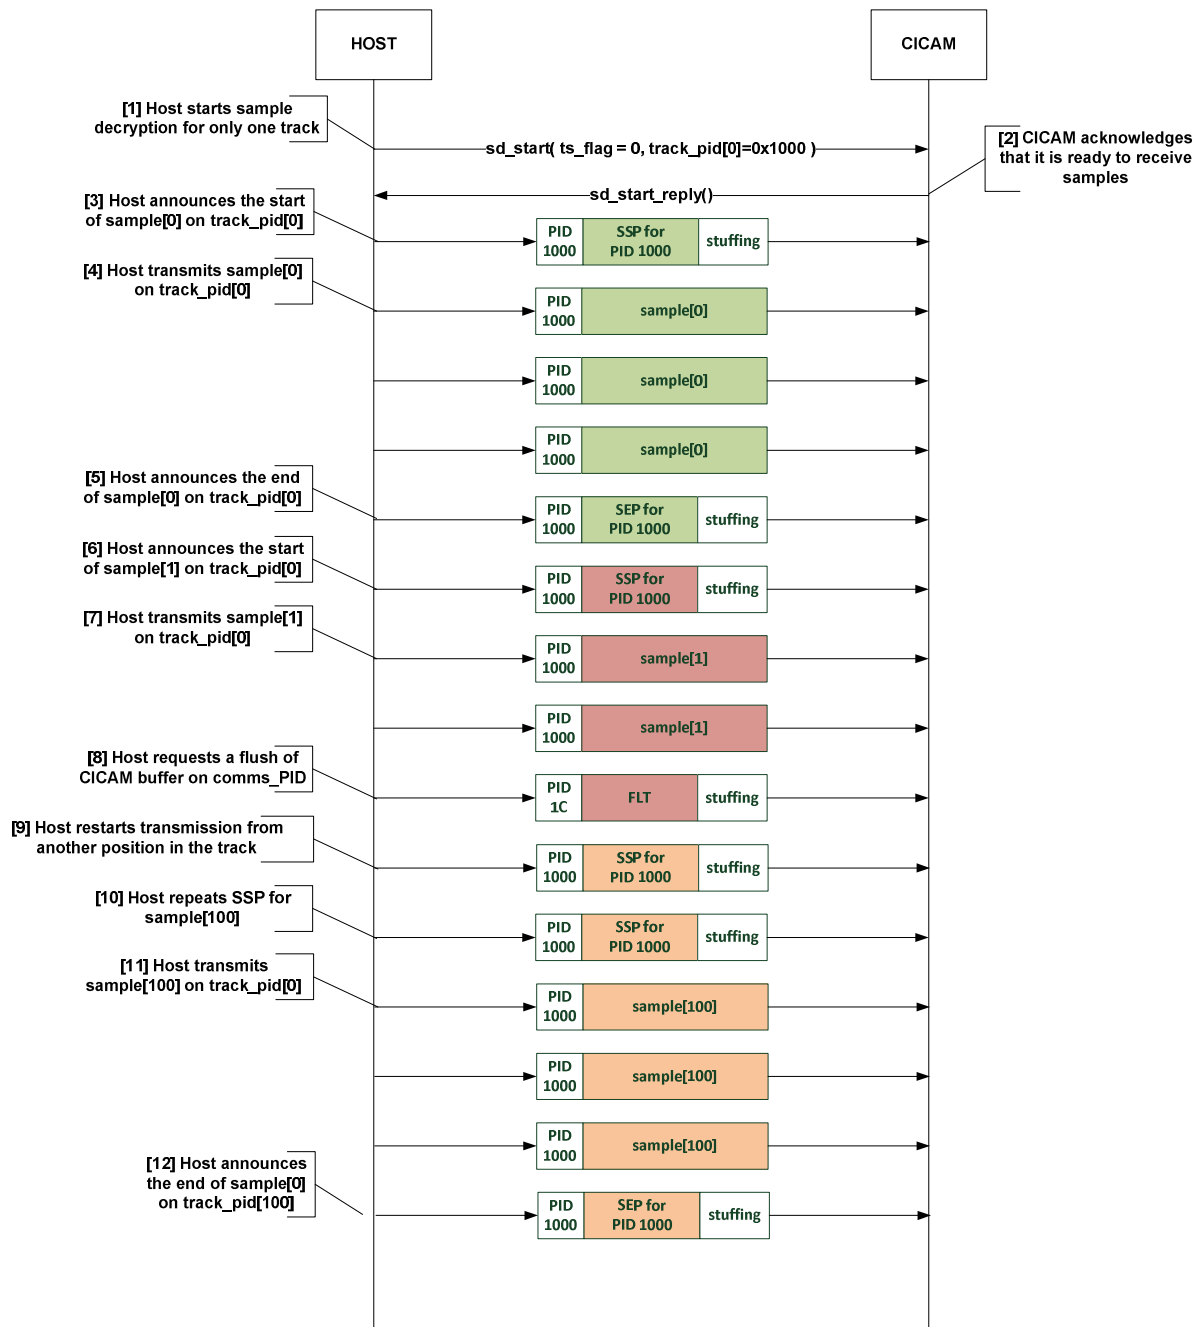 HOST
CICAM
[1] Host starts sample
decryption for only one track
sd_start( ts_flag = 0, track_pid[0]=0x1000 )
[2] CICAM acknowledges
that it is ready to receive
samples
sd_start_reply()
[3] Host announces the start
of sample[0] on track_pid[0]
PID
1000
SSP for
PID 1000
stuffing
[4] Host transmits sample[0]
on track_pid[0]
PID
1000
sample[0]
PID
1000
sample[0]
PID
1000
sample[0]
[5] Host announces the end
of sample[0] on track_pid[0]
PID
1000
SEP for
PID 1000
stuffing
[6] Host announces the start
of sample[1] on track_pid[0]
PID
1000
SSP for
PID 1000
stuffing
[7] Host transmits sample[1]
on track_pid[0]
PID
1000
sample[1]
PID
1000
sample[1]
[8] Host requests a flush of
CICAM buffer on comms_PID
PID
1C
FLT
stuffing
[9] Host restarts transmission from
another position in the track
PID
1000
SSP for
PID 1000
stuffing
[10] Host repeats SSP for
sample[100]
PID
1000
SSP for
PID 1000
stuffing
[11] Host transmits
sample[100] on track_pid[0]
PID
1000
sample[100]
PID
1000
sample[100]
PID
1000
sample[100]
[12] Host announces
the end of sample[0]
on track_pid[100]
PID
1000
SEP for
PID 1000
stuffing